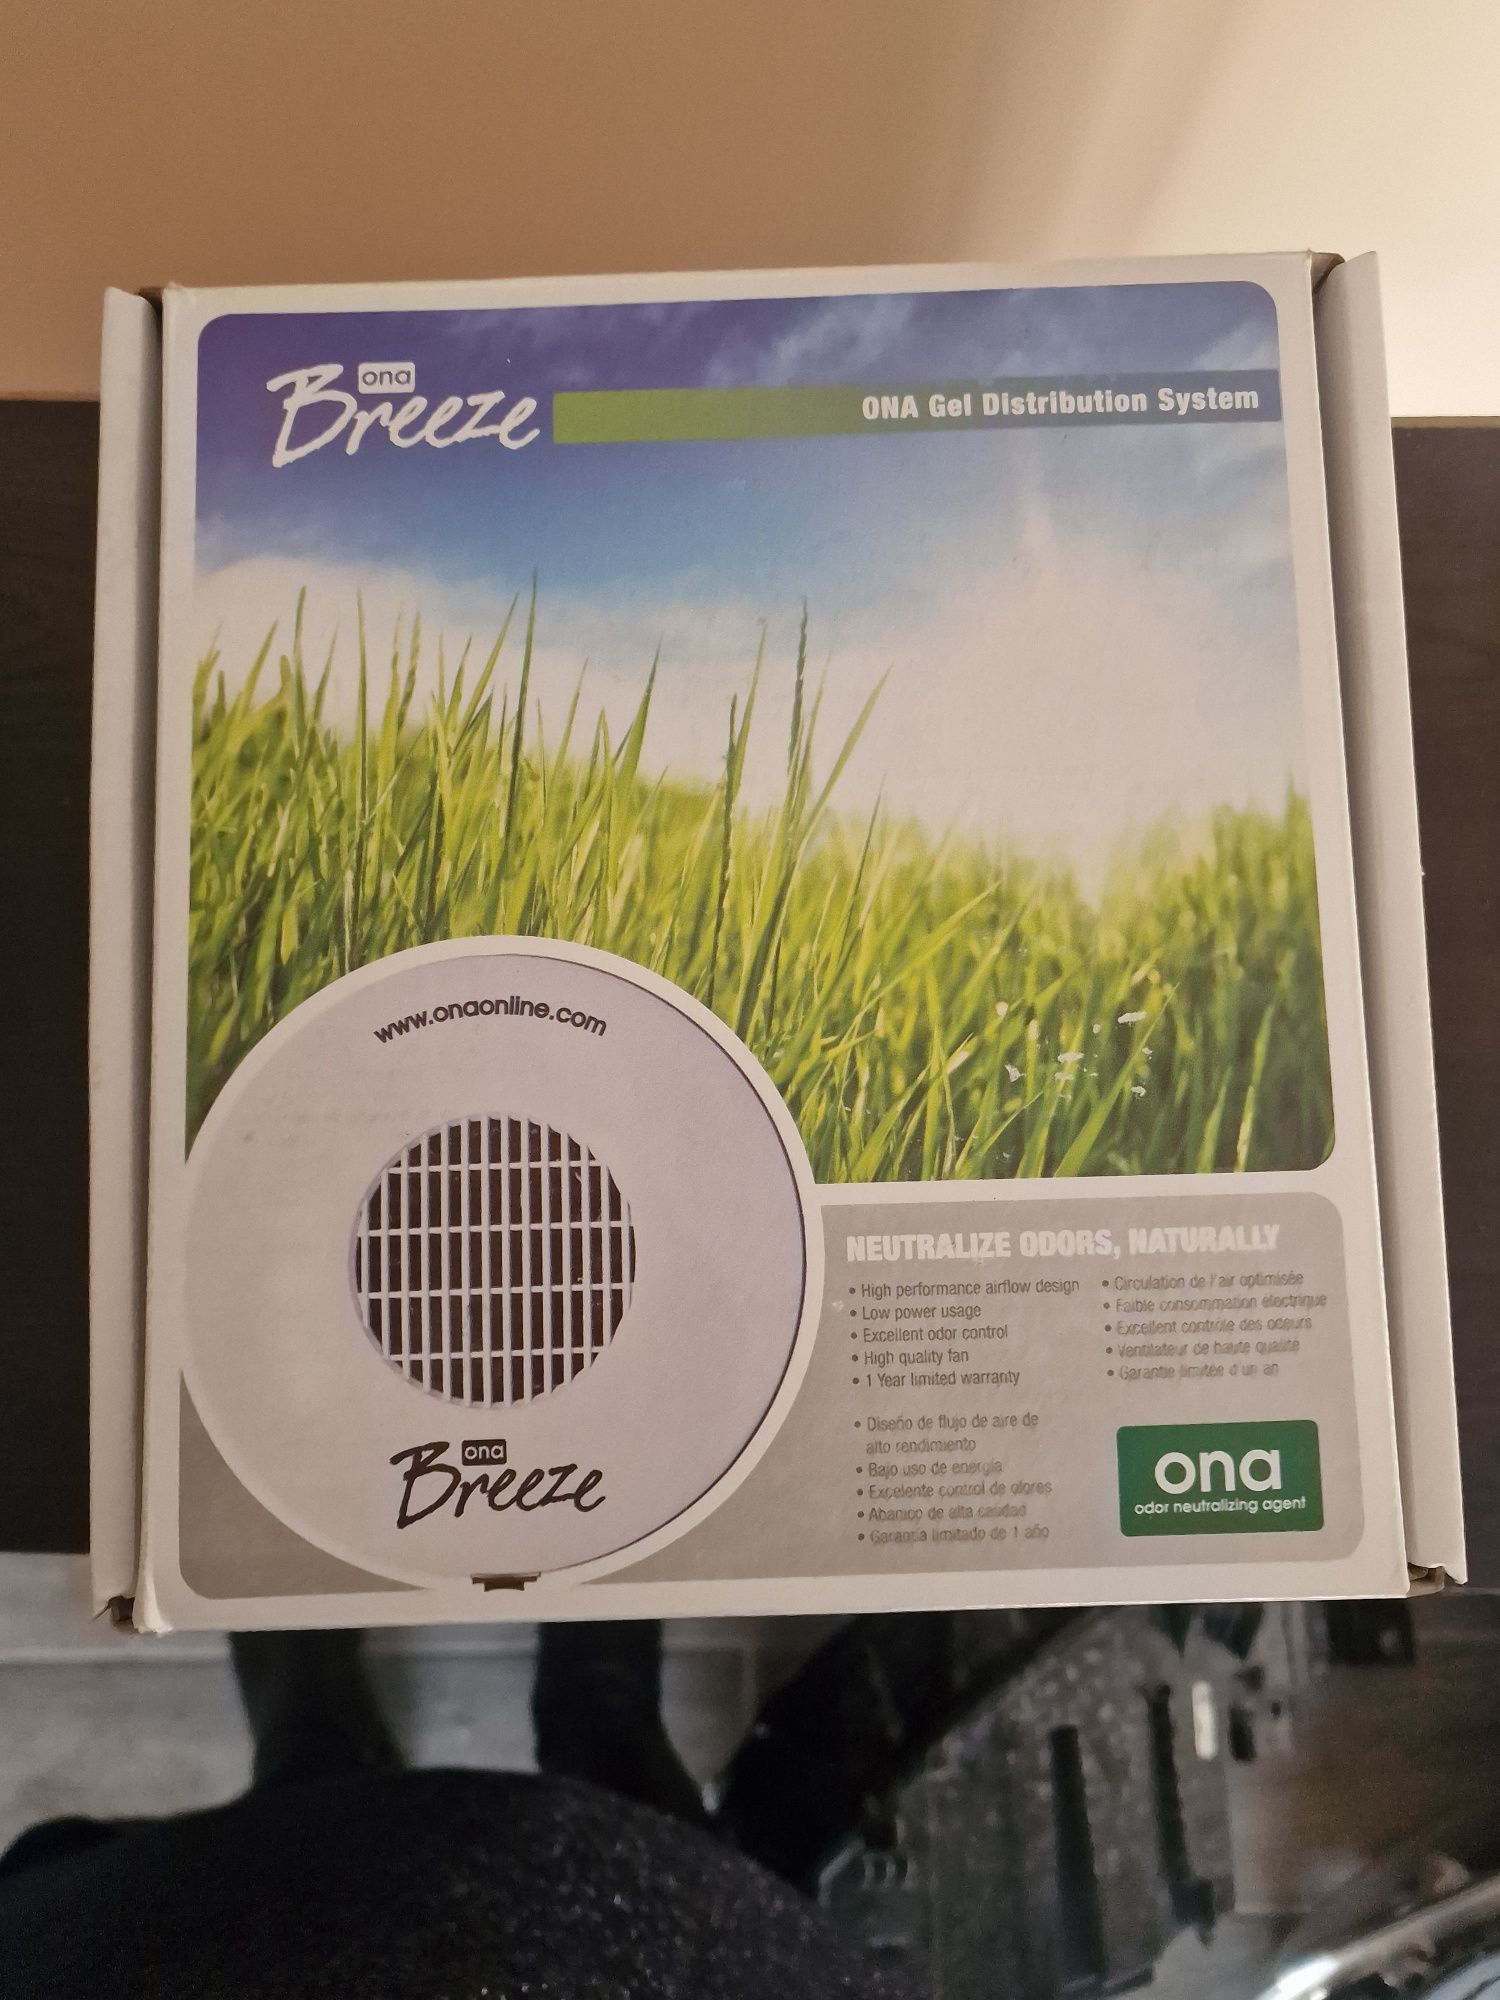 ona
Breeze
ONA Gel Distribution System
www.onaonline.com
ona
Breeze
NEUTRALIZE ODORS, NATURALLY
• High performance airflow design
• Low power usage
• Excellent odor control
• High quality fan
• 1 Year limited warranty
• Circulation de l'air optimisée
• Faible consommation électrique
• Excellent contrôle des odeurs
• Ventilateur de haute qualité
• Garantie limitée d'un an
• Diseño de flujo de aire de
alto rendimiento
• Bajo uso de energia
• Excelente control de olores
• Abanico de alta calidad
• Garantia limitado de 1 año
ona
odor neutralizing agent